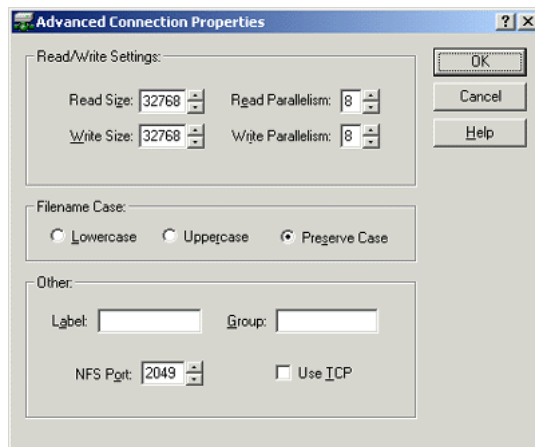 Advanced Connection Properties
Read/Write Settings:
Read Size: 32768 Read Parallelism: 8
Write Size: 32768 Write Parallelism: 8
OK
Cancel
Help
Filename Case:
Lowercase Uppercase Preserve Case
Other:
Label: Group:
NFS Port: 2049 Use TCP